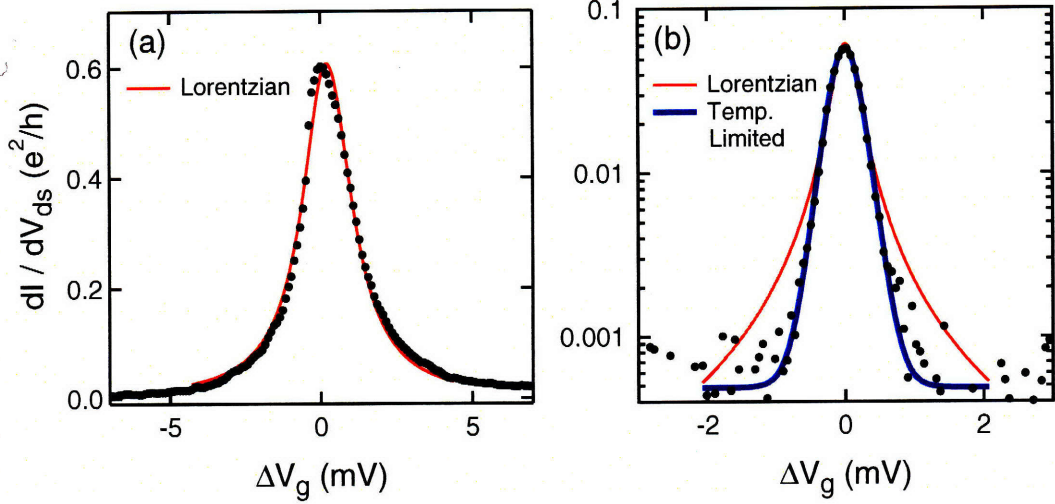 (a)
Lorentzian
0.6
0.4
0.2
0.0
-5
0
5
dI / dV_ds (e²/h)
ΔV_g (mV)
(b)
Lorentzian
Temp.
Limited
0.1
0.01
0.001
-2
0
2
ΔV_g (mV)